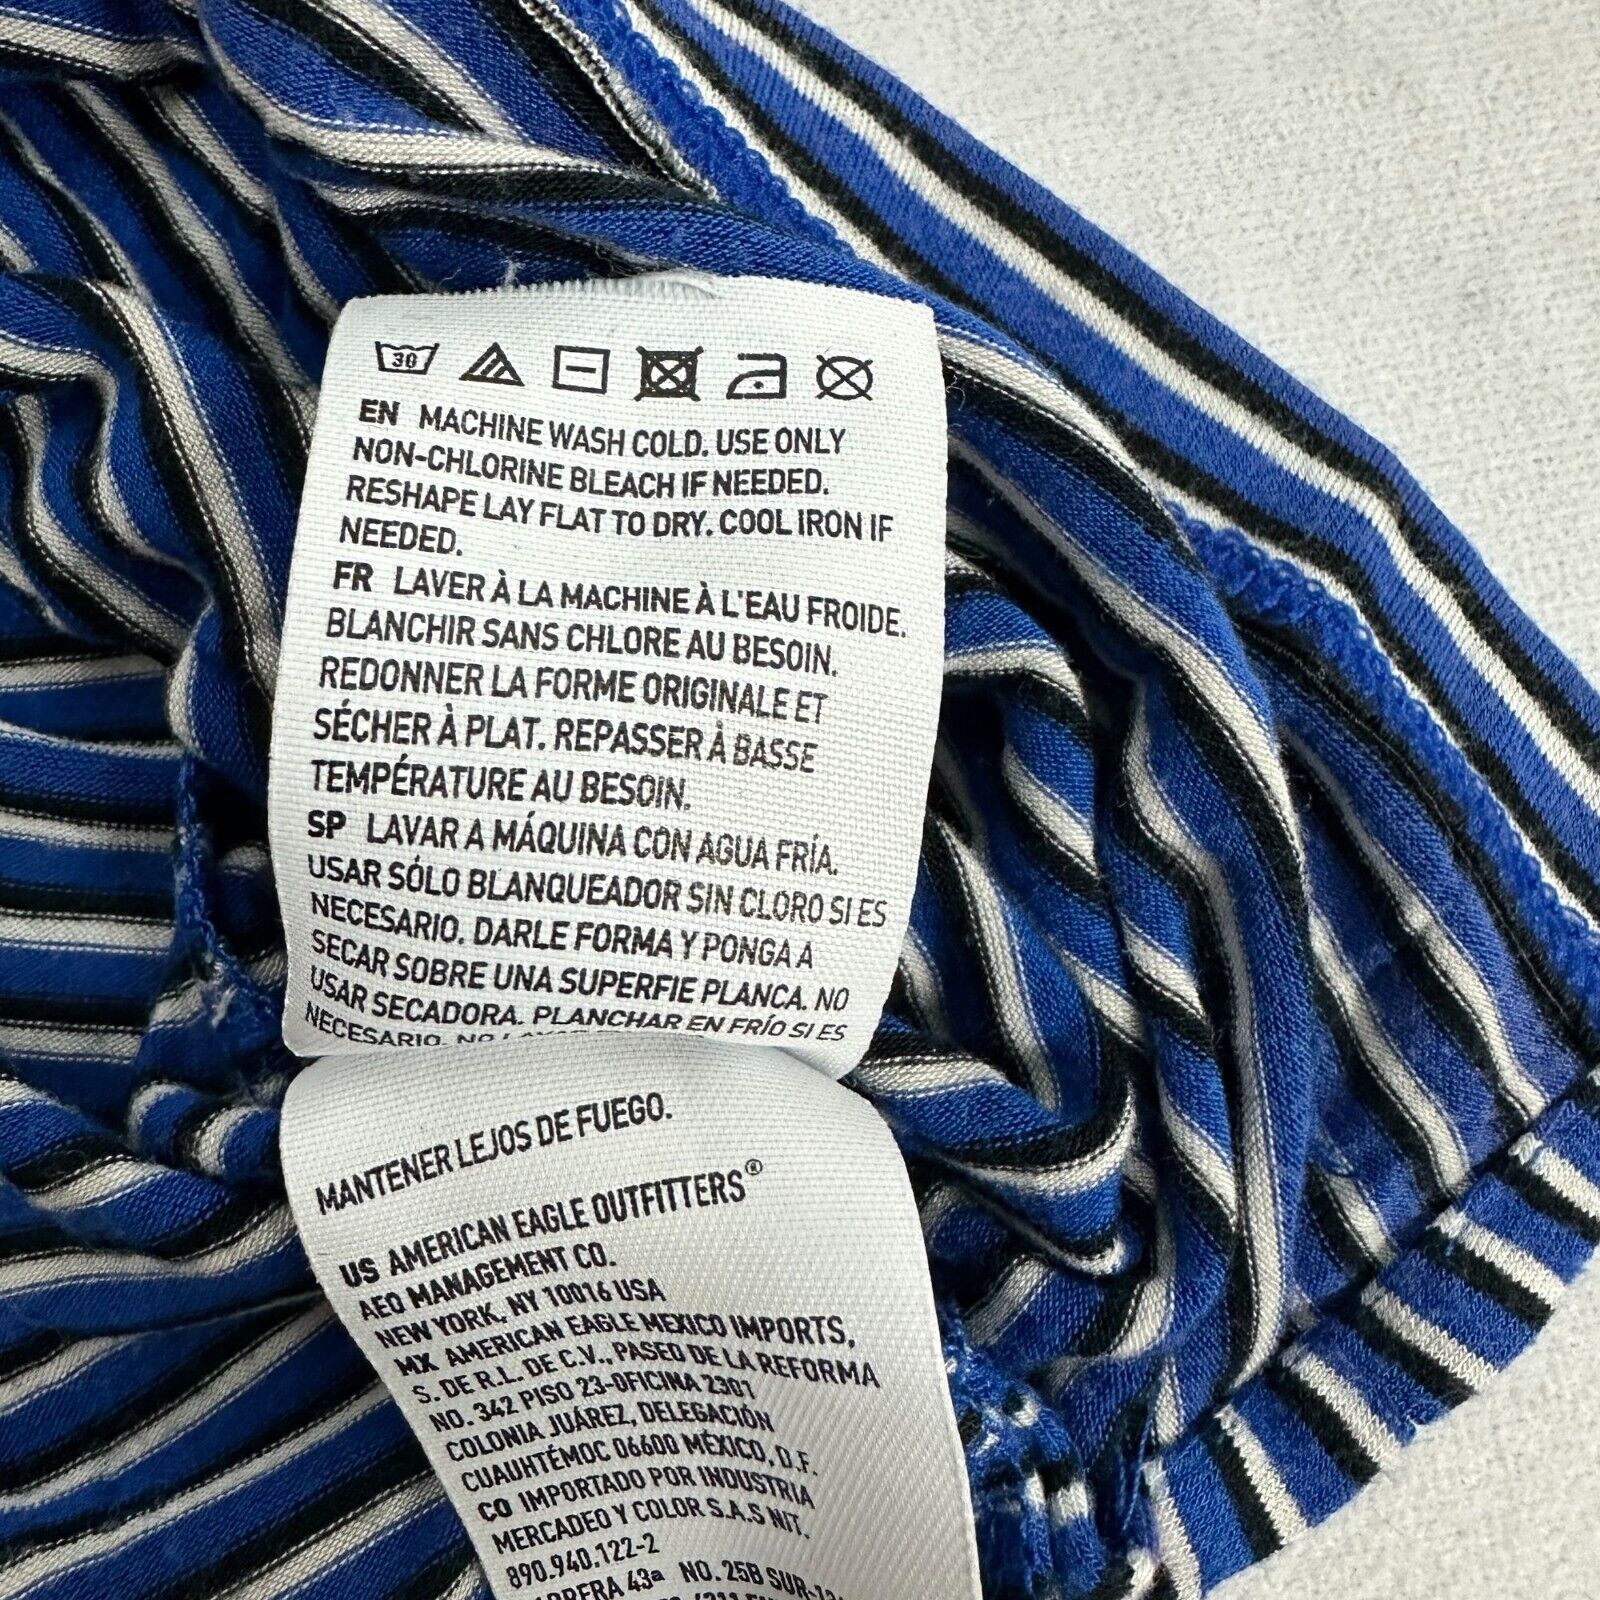 30
EN MACHINE WASH COLD. USE ONLY
NON-CHLORINE BLEACH IF NEEDED.
RESHAPE LAY FLAT TO DRY. COOL IRON IF
NEEDED.
FR LAVER À LA MACHINE À L'EAU FROIDE.
BLANCHIR SANS CHLORE AU BESOIN.
REDONNER LA FORME ORIGINALE ET
SÉCHER À PLAT. REPASSER À BASSE
TEMPÉRATURE AU BESOIN.
SP LAVAR A MÁQUINA CON AGUA FRÍA.
USAR SÓLO BLANQUEADOR SIN CLORO SI ES
NECESARIO. DARLE FORMA Y PONGA A
SECAR SOBRE UNA SUPERFIE PLANCA. NO
USAR SECADORA. PLANCHAR EN FRÍO SI ES
NECESARIO. NO
MANTENER LEJOS DE FUEGO.
US AMERICAN EAGLE OUTFITTERS®
AEO MANAGEMENT CO.
NEW YORK, NY 10016 USA
MX AMERICAN EAGLE MEXICO IMPORTS,
S. DE R.L. DE C.V., PASEO DE LA REFORMA
NO. 342 PISO 23-OFICINA 2301
COLONIA JUÁREZ, DELEGACIÓN
CUAUHTÉMOC 06600 MÉXICO, D.F.
CO IMPORTADO POR INDUSTRIA
MERCADEO Y COLOR S.A.S NIT.
890.940.122-2
43ª NO. 25B SUR-